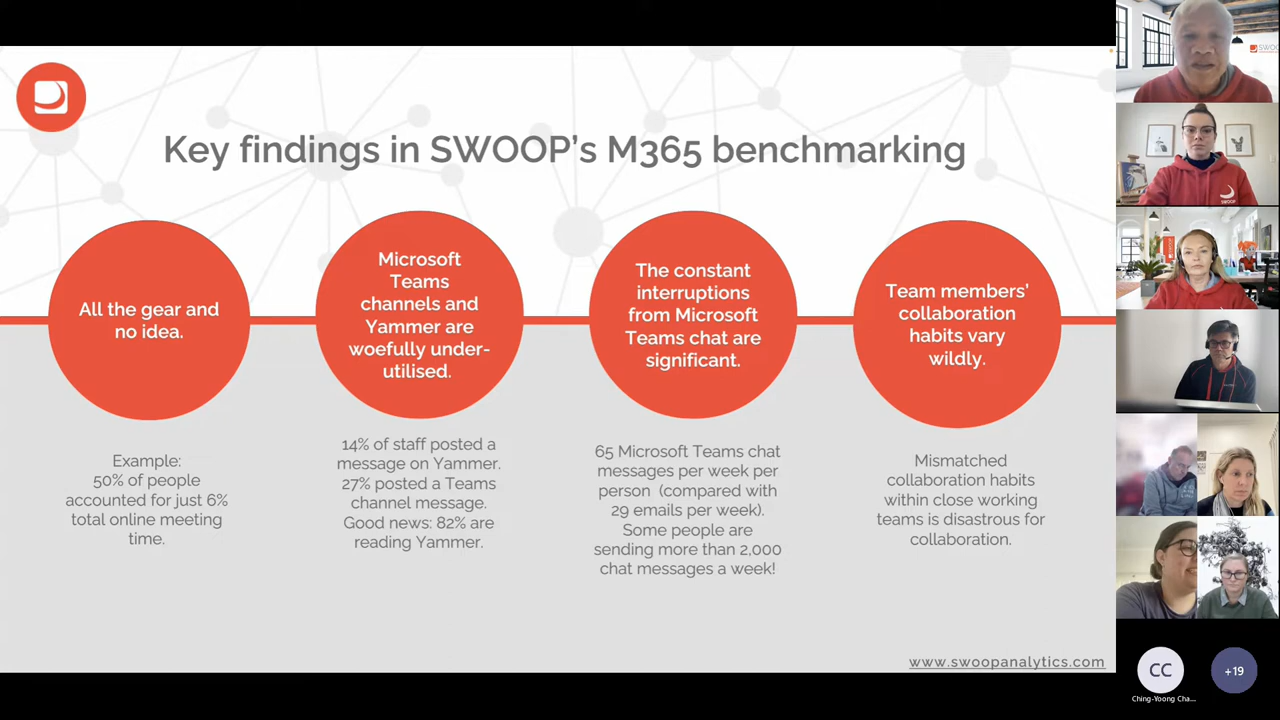 Key findings in SWOOP's M365 benchmarking
All the gear and
no idea.
Microsoft
Teams
channels and
Yammer are
woefully under-
utilised.
The constant
interruptions
from Microsoft
Teams chat are
significant.
Team members'
collaboration
habits vary
wildly.
Example:
50% of people
accounted for just 6%
total online meeting
time.
14% of staff posted a
message on Yammer.
27% posted a Teams
channel message.
Good news: 82% are
reading Yammer.
65 Microsoft Teams chat
messages per week per
person (compared with
29 emails per week).
Some people are
sending more than 2,000
chat messages a week!
Mismatched
collaboration habits
within close working
teams is disastrous for
collaboration.
www.swoopanalytics.com
SWOOP
CC
Ching-Yoong Cha...
+19